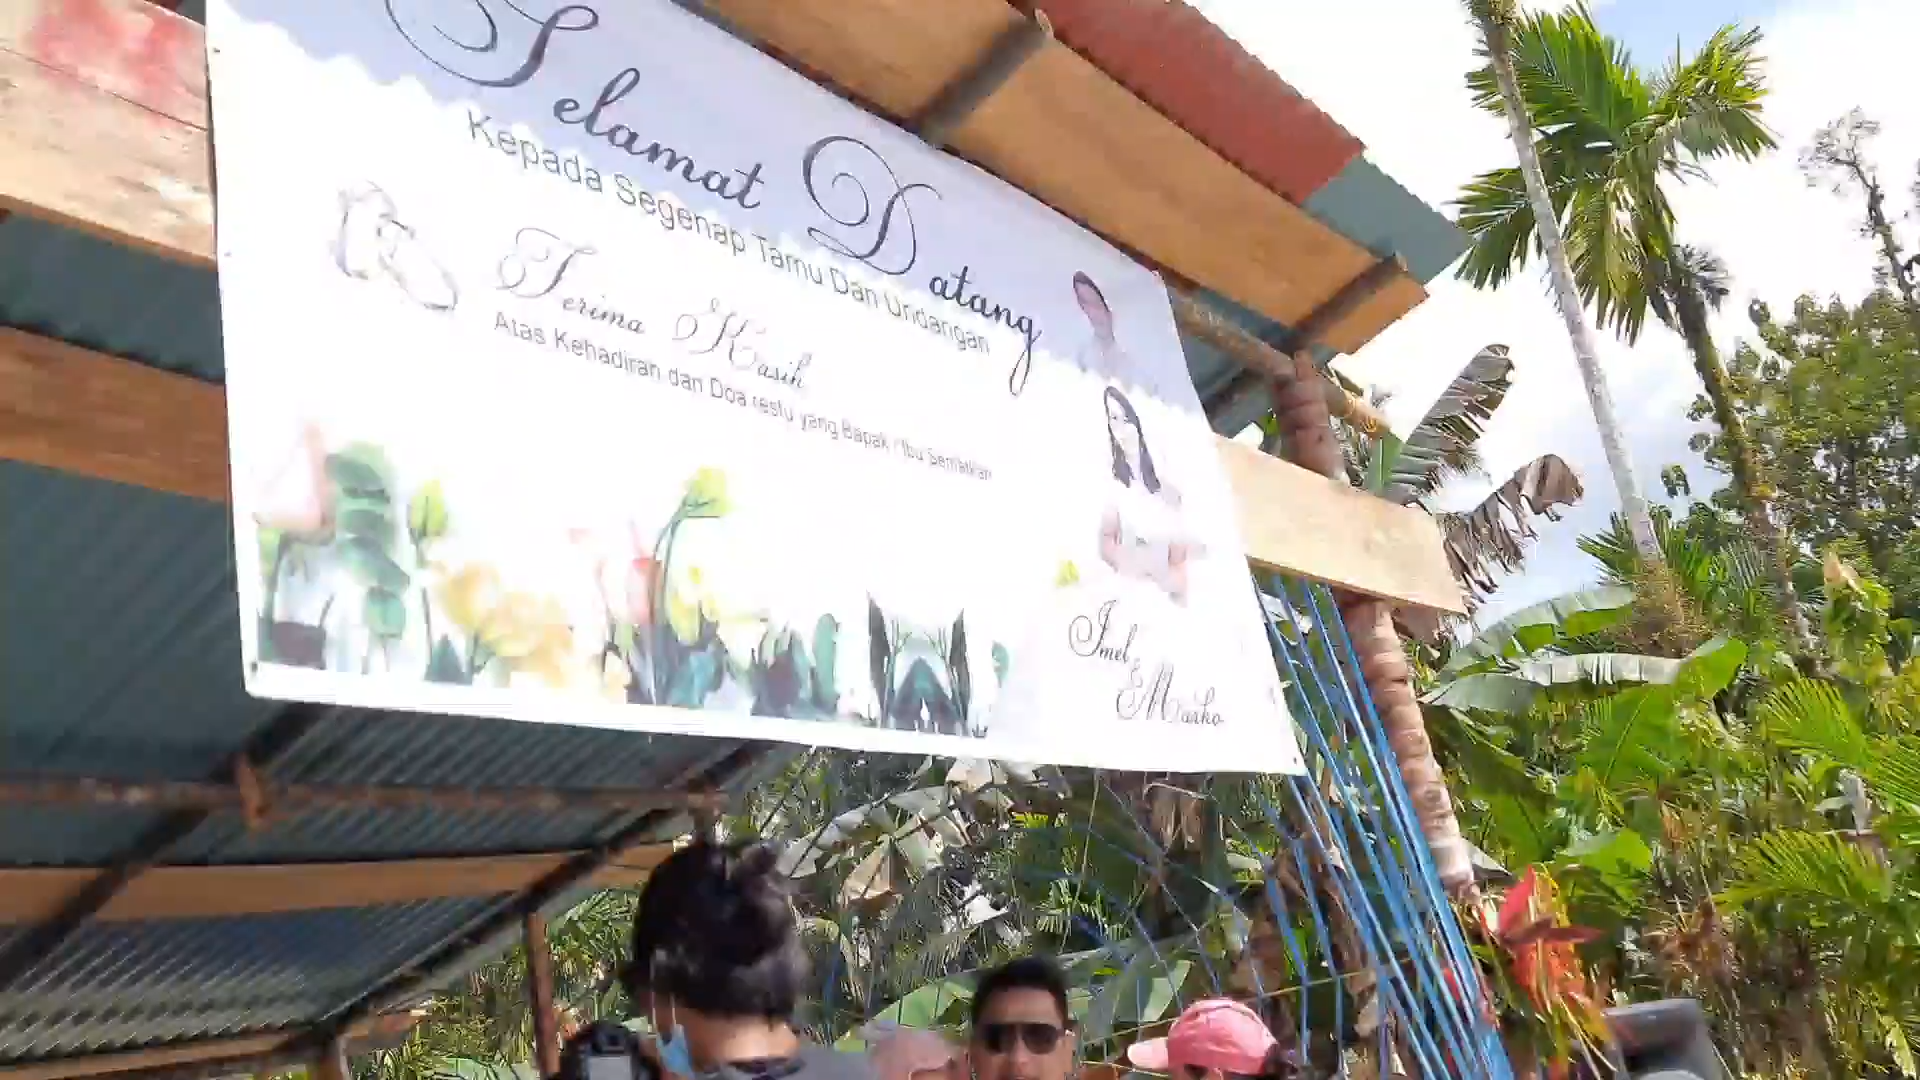 Selamat Datang
Kepada Segenap Tamu Dan Undangan
Terima Kasih
Atas Kehadiran dan Doa restu yang Bapak / Ibu Sematkan
Imel
&
Marko